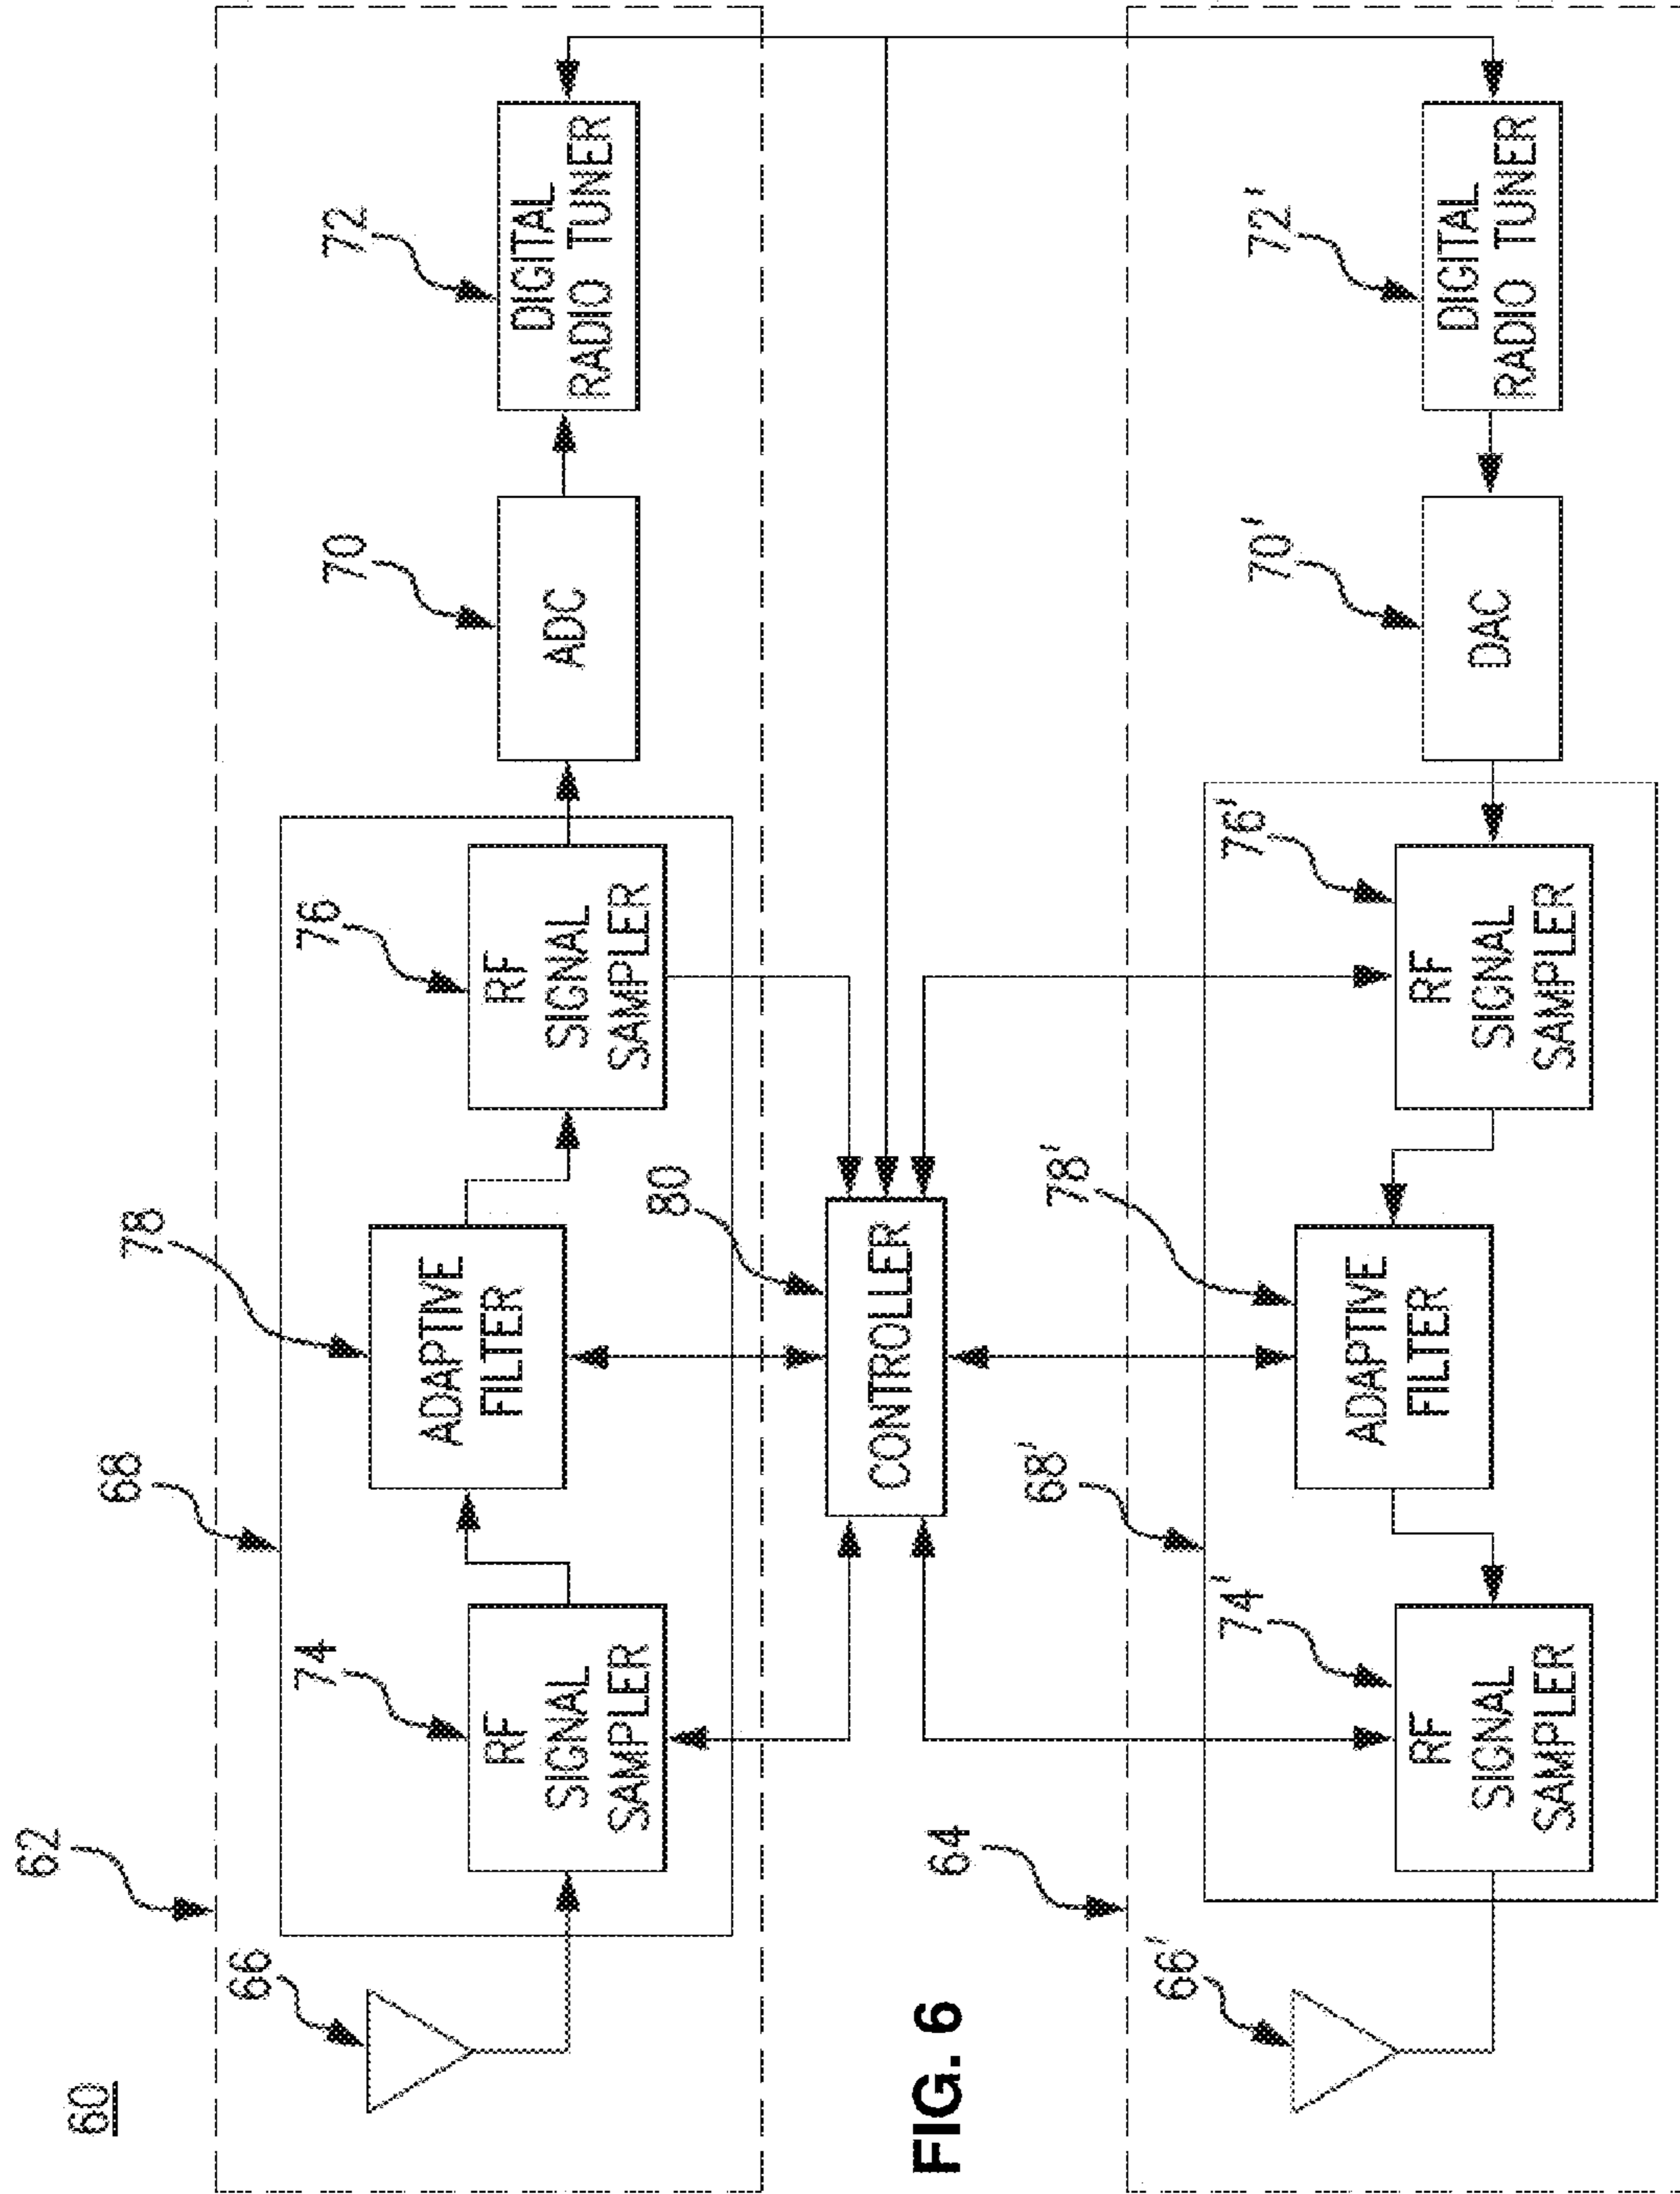 60
62
66
68
74
RF
SIGNAL
SAMPLER
78
ADAPTIVE
FILTER
76
RF
SIGNAL
SAMPLER
70
ADC
72
DIGITAL
RADIO TUNER
80
CONTROLLER
64
66'
68'
74'
RF
SIGNAL
SAMPLER
78'
ADAPTIVE
FILTER
76'
RF
SIGNAL
SAMPLER
70'
DAC
72'
DIGITAL
RADIO TUNER
FIG. 6